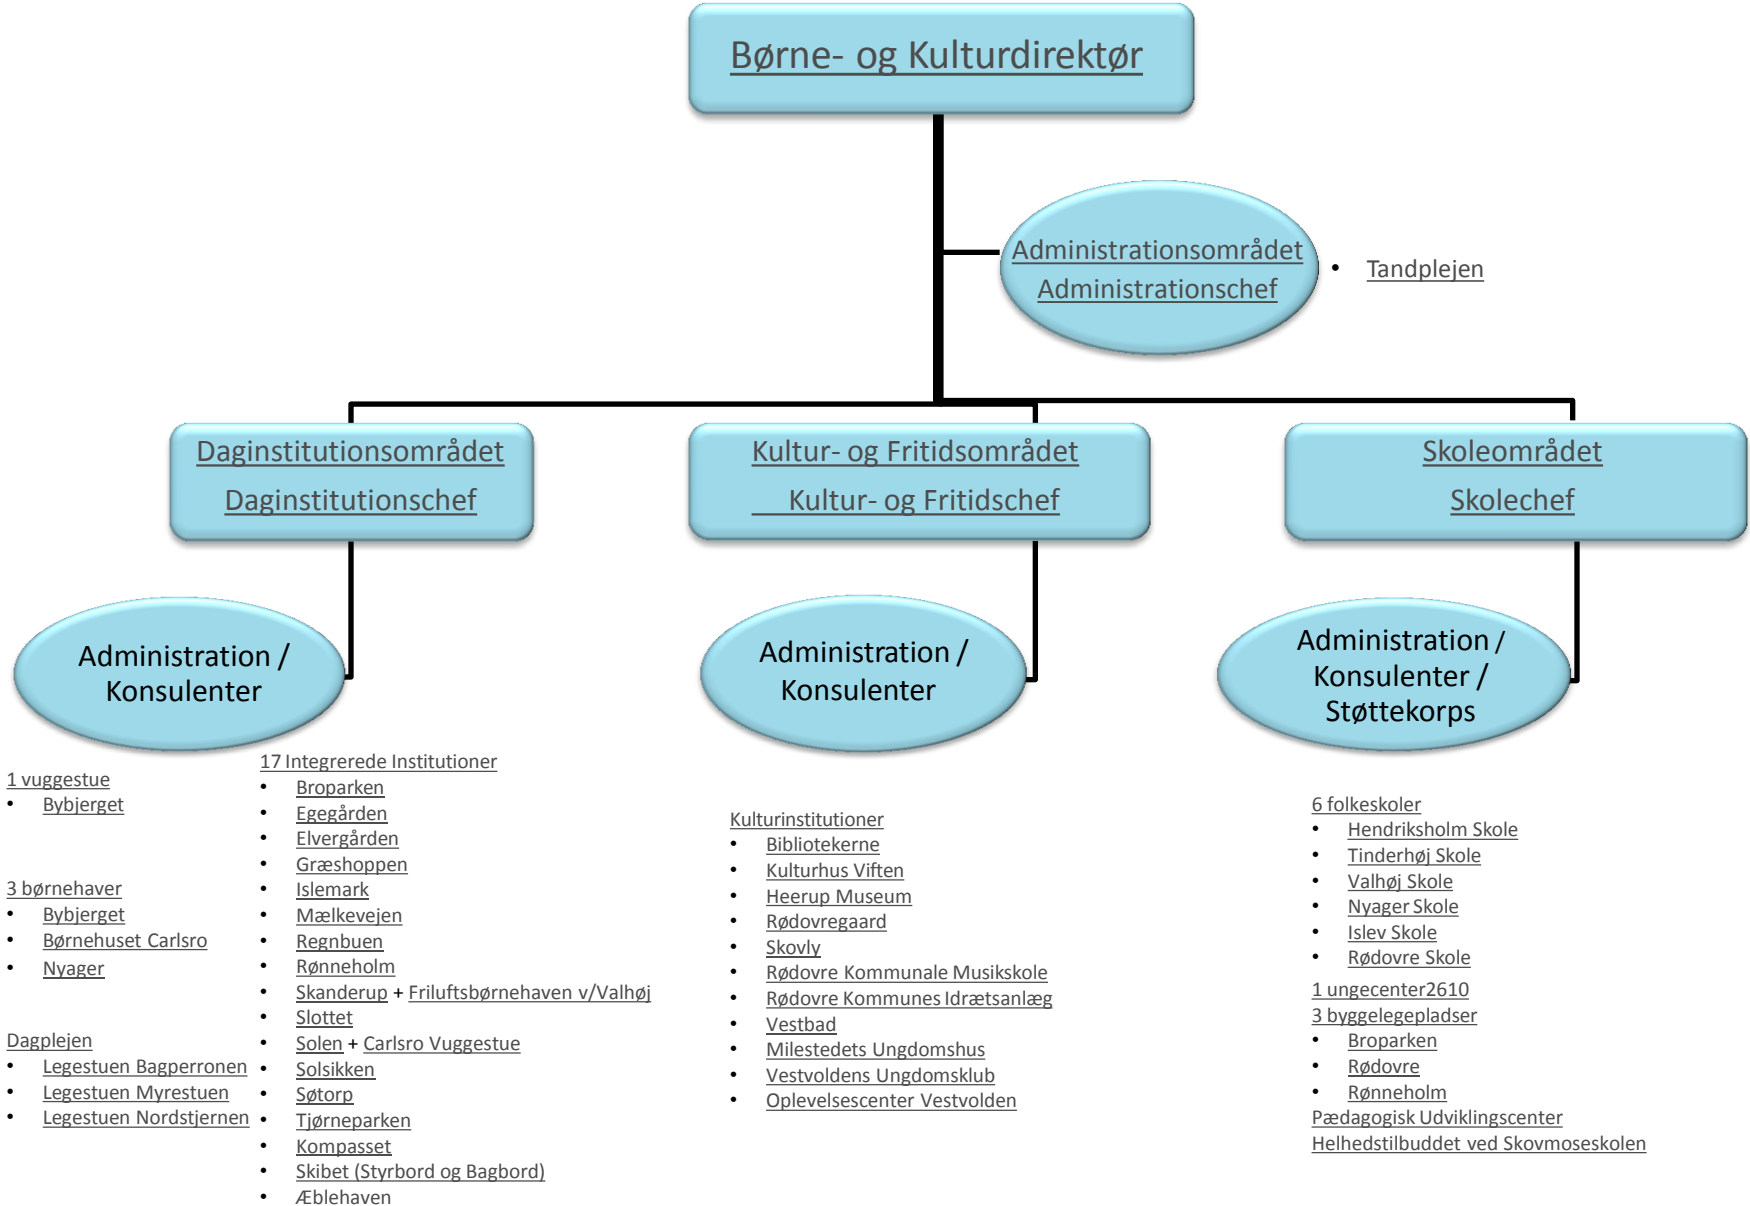 Børne- og Kulturdirektør
Administrationsområdet
Administrationschef
• Tandplejen
Daginstitutionsområdet
Daginstitutionschef
Kultur- og Fritidsområdet
Kultur- og Fritidschef
Skoleområdet
Skolechef
Administration /
Konsulenter
Administration /
Konsulenter
Administration /
Konsulenter /
Støttekorps
1 vuggestue
• Bybjerget
3 børnehaver
• Bybjerget
• Børnehuset Carlsro
• Nyager
Dagplejen
• Legestuen Bagperronen
• Legestuen Myrestuen
• Legestuen Nordstjernen
17 Integrerede Institutioner
• Broparken
• Egegården
• Elvergården
• Græshoppen
• Islemark
• Mælkevejen
• Regnbuen
• Rønneholm
• Skanderup + Friluftsbørnehaven v/Valhøj
• Slottet
• Solen + Carlsro Vuggestue
• Solsikken
• Søtorp
• Tjørneparken
• Kompasset
• Skibet (Styrbord og Bagbord)
• Æblehaven
Kulturinstitutioner
• Bibliotekerne
• Kulturhus Viften
• Heerup Museum
• Rødovregaard
• Skovly
• Rødovre Kommunale Musikskole
• Rødovre Kommunes Idrætsanlæg
• Vestbad
• Milestedets Ungdomshus
• Vestvoldens Ungdomsklub
• Oplevelsescenter Vestvolden
6 folkeskoler
• Hendriksholm Skole
• Tinderhøj Skole
• Valhøj Skole
• Nyager Skole
• Islev Skole
• Rødovre Skole
1 ungecenter2610
3 byggelegepladser
• Broparken
• Rødovre
• Rønneholm
Pædagogisk Udviklingscenter
Helhedstilbuddet ved Skovmoseskolen